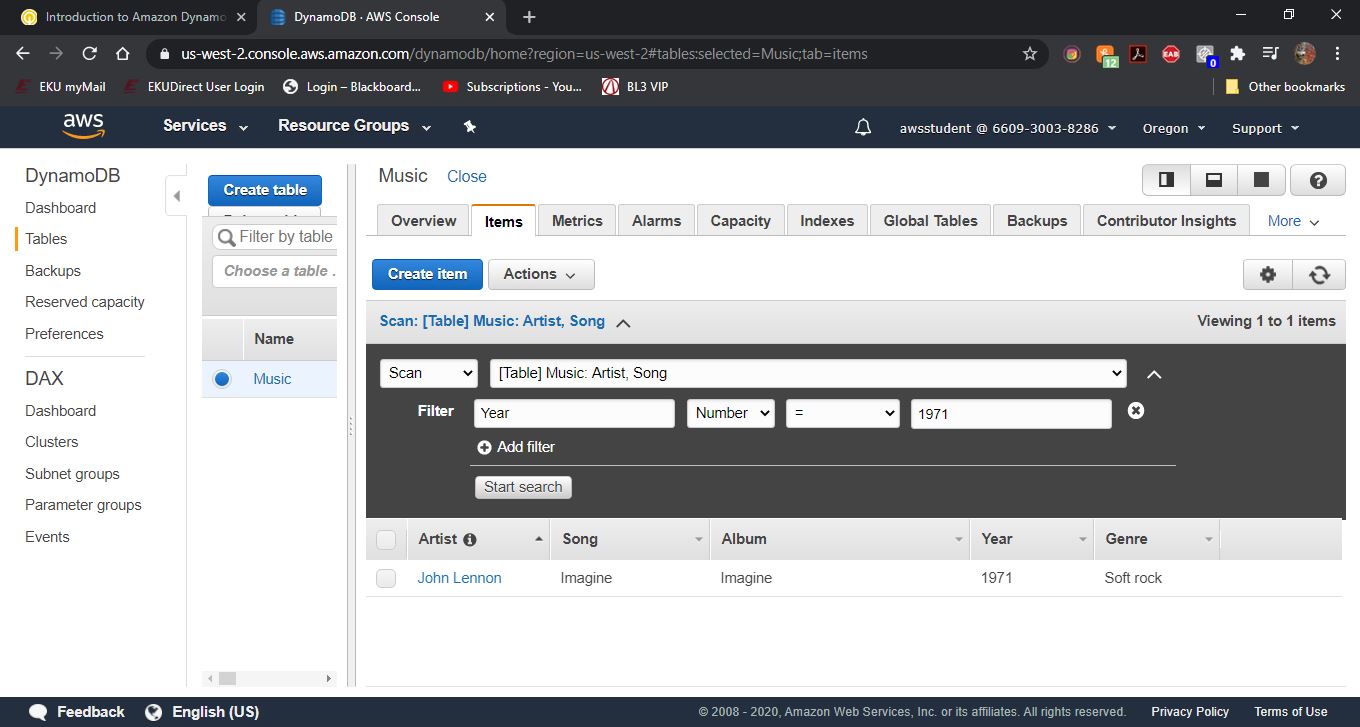 Introduction to Amazon Dynamo
DynamoDB · AWS Console
us-west-2.console.aws.amazon.com/dynamodb/home?region=us-west-2#tables:selected=Music;tab=items
12
EAB
0
EKU myMail
EKUDirect User Login
Login – Blackboard...
Subscriptions - You...
BL3 VIP
Other bookmarks
aws
Services
Resource Groups
awsstudent @ 6609-3003-8286
Oregon
Support
DynamoDB
Dashboard
Tables
Backups
Reserved capacity
Preferences
DAX
Dashboard
Clusters
Subnet groups
Parameter groups
Events
Create table
Filter by table
Choose a table .
Name
Music
Music Close
Overview Items Metrics Alarms Capacity Indexes Global Tables Backups Contributor Insights More
Create item Actions
Scan: [Table] Music: Artist, Song Viewing 1 to 1 items
Scan [Table] Music: Artist, Song
Filter Year Number = 1971
Add filter
Start search
Artist Song Album Year Genre
John Lennon Imagine Imagine 1971 Soft rock
Feedback English (US) © 2008 - 2020, Amazon Web Services, Inc. or its affiliates. All rights reserved. Privacy Policy Terms of Use